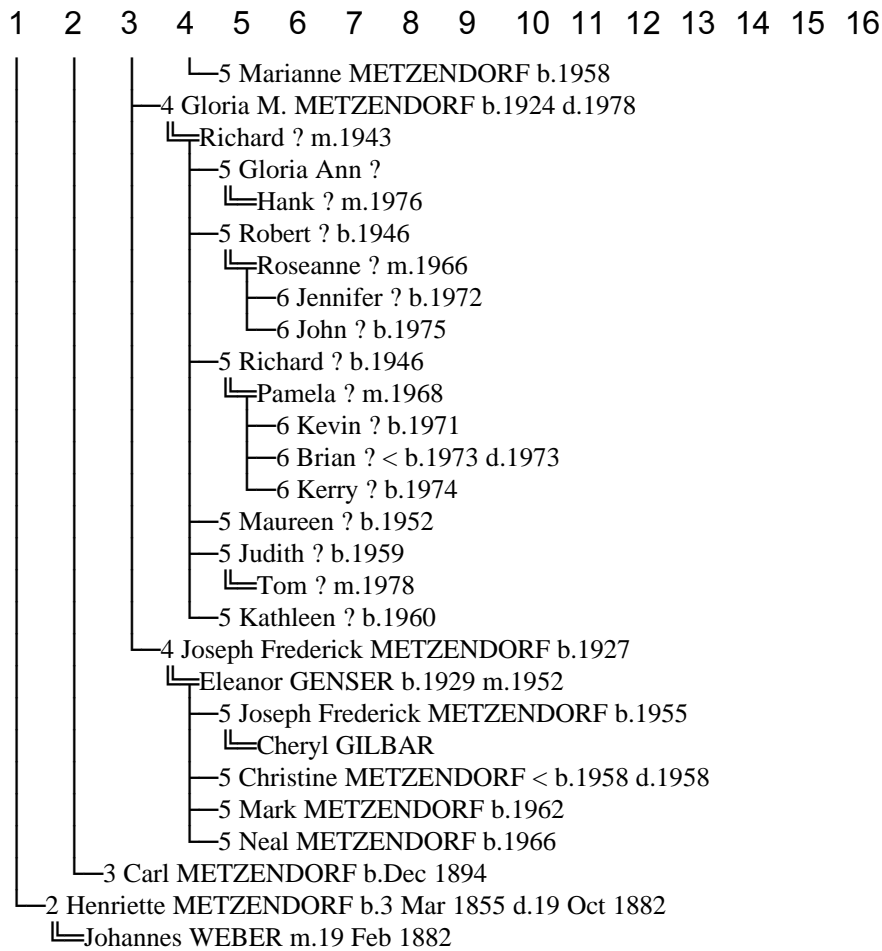 1 2 3 4 5 6 7 8 9 10 11 12 13 14 15 16
5 Marianne METZENDORF b.1958
4 Gloria M. METZENDORF b.1924 d.1978
Richard ? m.1943
5 Gloria Ann ?
Hank ? m.1976
5 Robert ? b.1946
Roseanne ? m.1966
6 Jennifer ? b.1972
6 John ? b.1975
5 Richard ? b.1946
Pamela ? m.1968
6 Kevin ? b.1971
6 Brian ? < b.1973 d.1973
6 Kerry ? b.1974
5 Maureen ? b.1952
5 Judith ? b.1959
Tom ? m.1978
5 Kathleen ? b.1960
4 Joseph Frederick METZENDORF b.1927
Eleanor GENSER b.1929 m.1952
5 Joseph Frederick METZENDORF b.1955
Cheryl GILBAR
5 Christine METZENDORF < b.1958 d.1958
5 Mark METZENDORF b.1962
5 Neal METZENDORF b.1966
3 Carl METZENDORF b.Dec 1894
2 Henriette METZENDORF b.3 Mar 1855 d.19 Oct 1882
Johannes WEBER m.19 Feb 1882